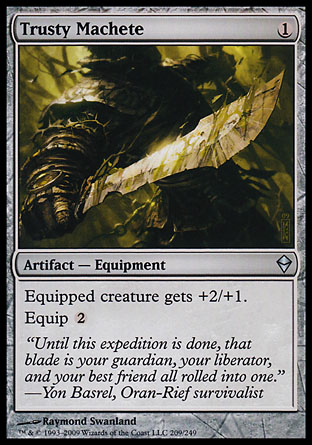 Trusty Machete 1
Artifact — Equipment
Equipped creature gets +2/+1.
Equip 2
“Until this expedition is done, that
blade is your guardian, your liberator,
and your best friend all rolled into one.”
—Yon Basrel, Oran-Rief survivalist
Raymond Swanland
™ & © 1993-2009 Wizards of the Coast LLC 209/249